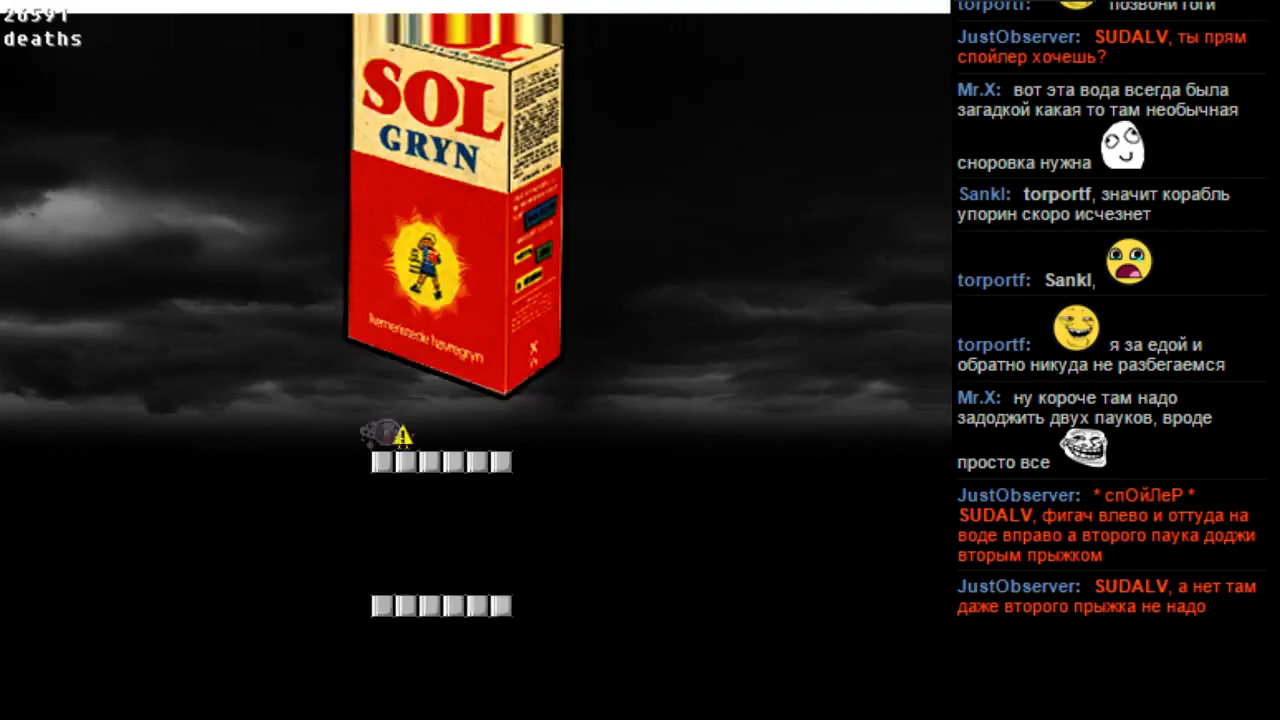 26591
deaths
SOL
GRYN
torportf: позвони гоги
JustObserver: SUDALV, ты прям
спойлер хочешь?
Mr.X: вот эта вода всегда была
загадкой какая то там необычная
сноровка нужна
Sankl: torportf, значит корабль
упорин скоро исчезнет
torportf: Sankl,
torportf: я за едой и
обратно никуда не разбегаемся
Mr.X: ну короче там надо
задоджить двух пауков, вроде
просто все
JustObserver: * спОйЛеР *
SUDALV, фигач влево и оттуда на
воде вправо а второго паука доджи
вторым прыжком
JustObserver: SUDALV, а нет там
даже второго прыжка не надо